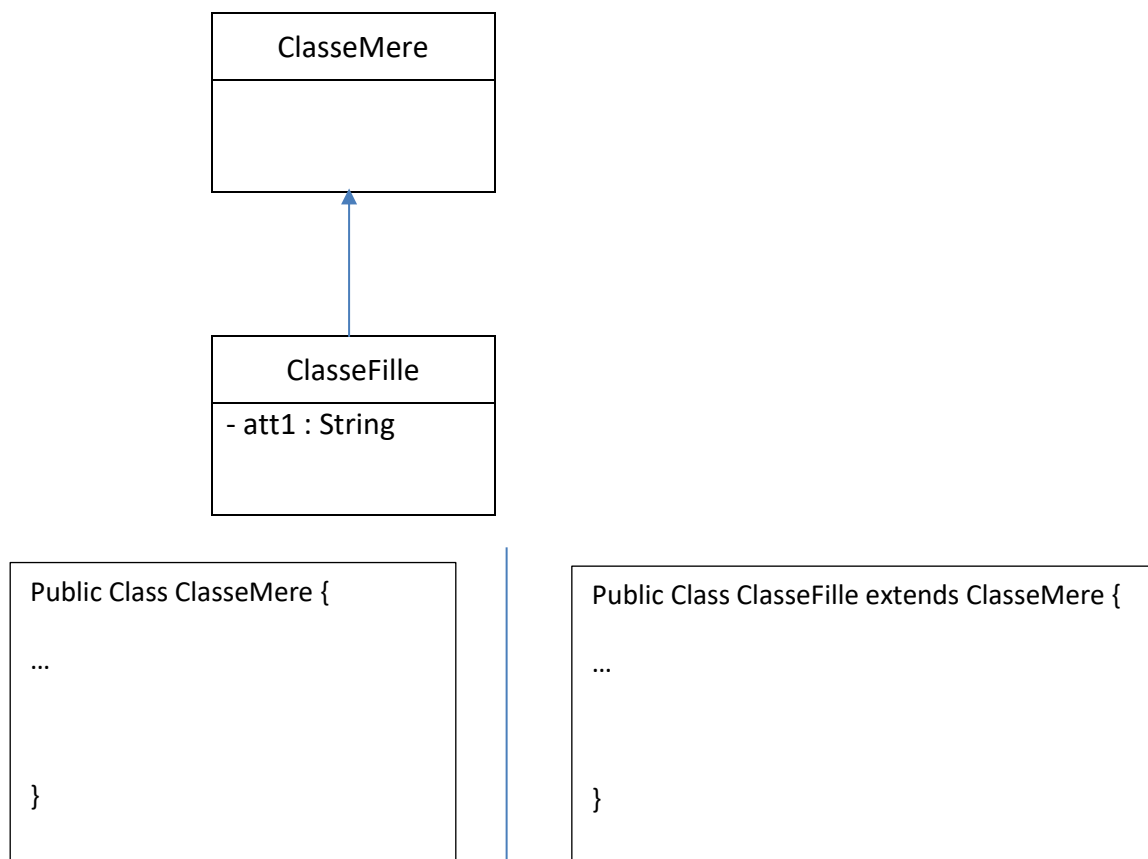 ClasseMere
ClasseFille
- att1 : String
Public Class ClasseMere {
...
}
Public Class ClasseFille extends ClasseMere {
...
}